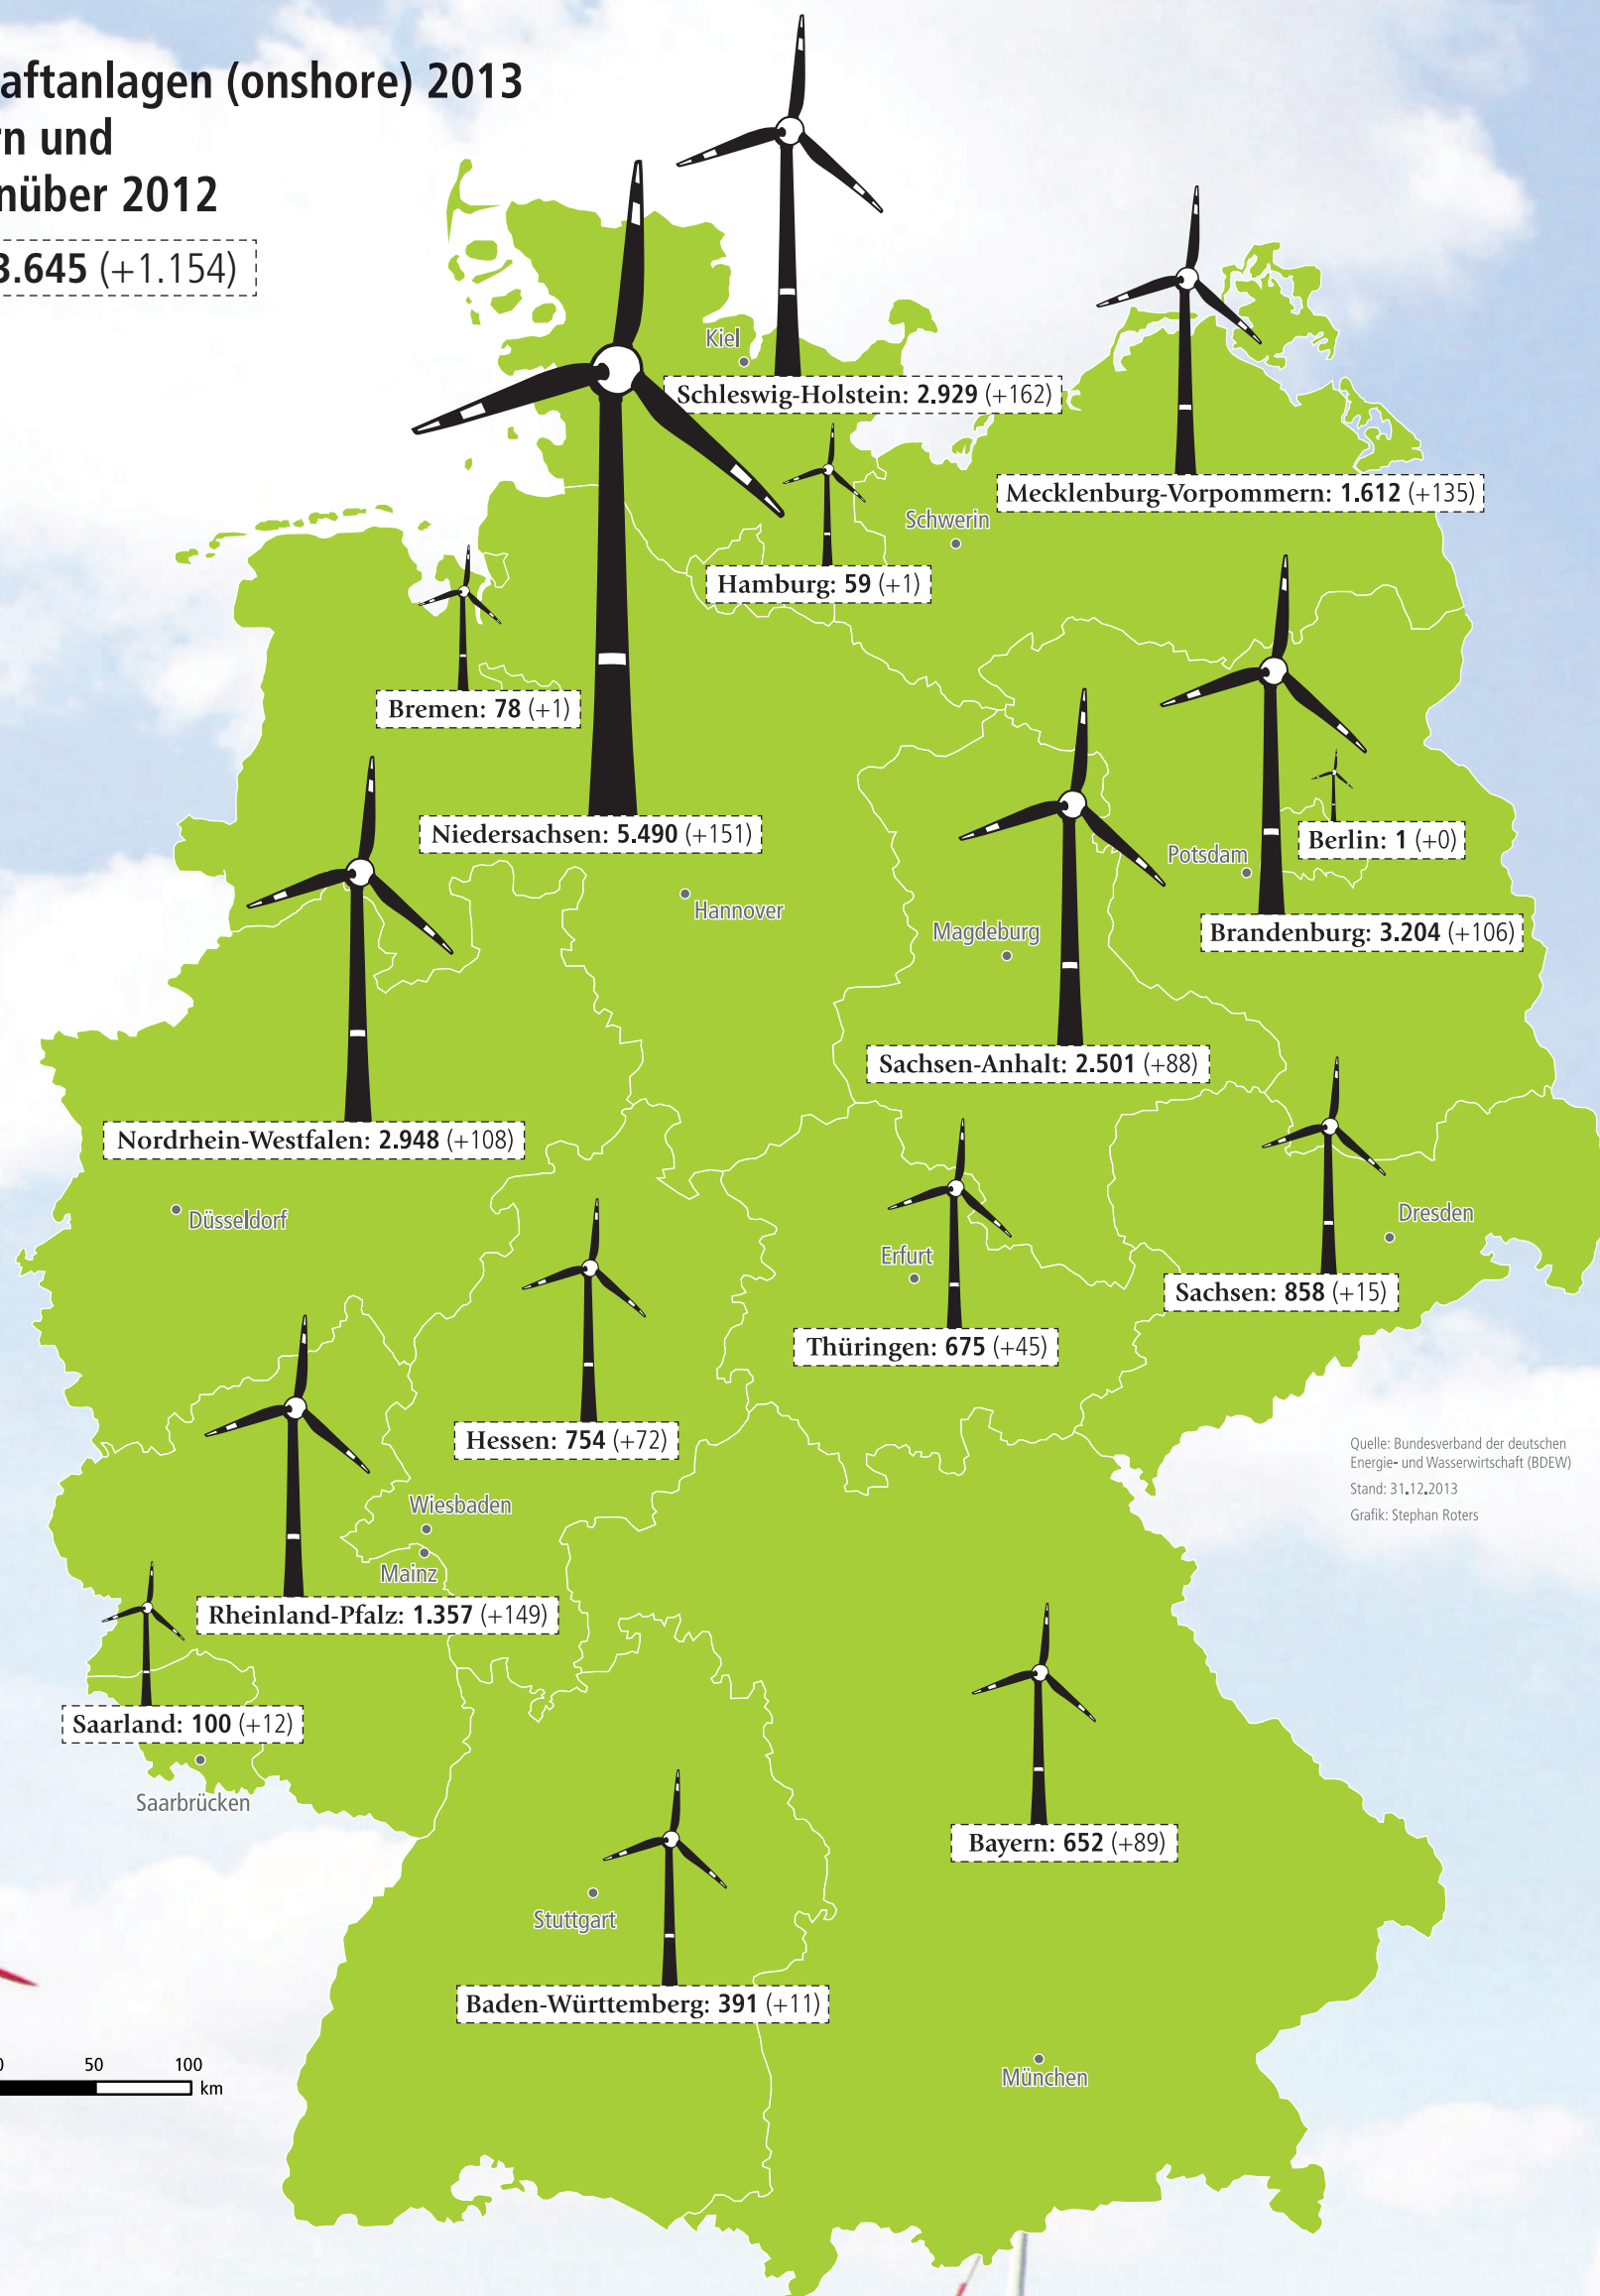 aftanlagen (onshore) 2013
rn und
nüber 2012
3.645 (+1.154)
Kiel
Schleswig-Holstein: 2.929 (+162)
Mecklenburg-Vorpommern: 1.612 (+135)
Schwerin
Hamburg: 59 (+1)
Bremen: 78 (+1)
Niedersachsen: 5.490 (+151)
Berlin: 1 (+0)
Potsdam
Hannover
Magdeburg
Brandenburg: 3.204 (+106)
Sachsen-Anhalt: 2.501 (+88)
Nordrhein-Westfalen: 2.948 (+108)
Düsseldorf
Dresden
Erfurt
Sachsen: 858 (+15)
Thüringen: 675 (+45)
Hessen: 754 (+72)
Quelle: Bundesverband der deutschen
Energie- und Wasserwirtschaft (BDEW)
Stand: 31.12.2013
Grafik: Stephan Roters
Wiesbaden
Mainz
Rheinland-Pfalz: 1.357 (+149)
Saarland: 100 (+12)
Saarbrücken
Bayern: 652 (+89)
Stuttgart
Baden-Württemberg: 391 (+11)
0 50 100
km
München